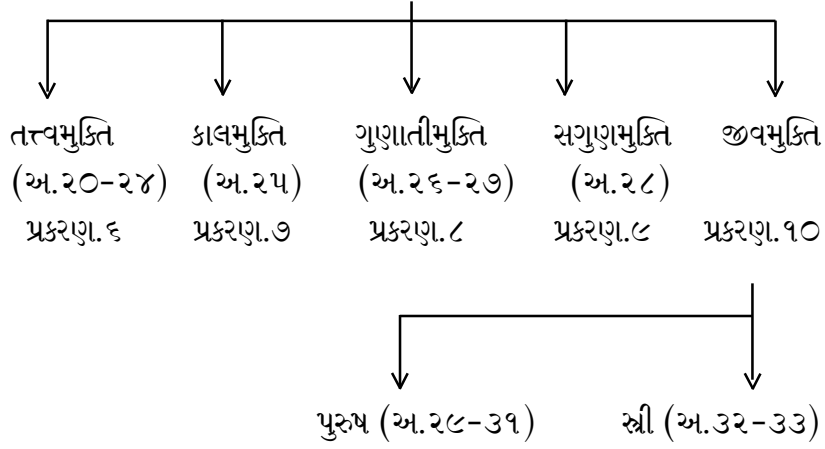 તત્ત્વમુક્તિ કાલમુક્તિ ગુણાતીમુક્તિ સગુણમુક્તિ જીવમુક્તિ
(અ.૨૦-૨૪) (અ.૨૫) (અ.૨૬-૨૭) (અ.૨૮)
પ્રકરણ.૬ પ્રકરણ.૭ પ્રકરણ.૮ પ્રકરણ.૯ પ્રકરણ.૧૦
પુરુષ (અ.૨૯-૩૧) સ્ત્રી (અ.૩૨-૩૩)